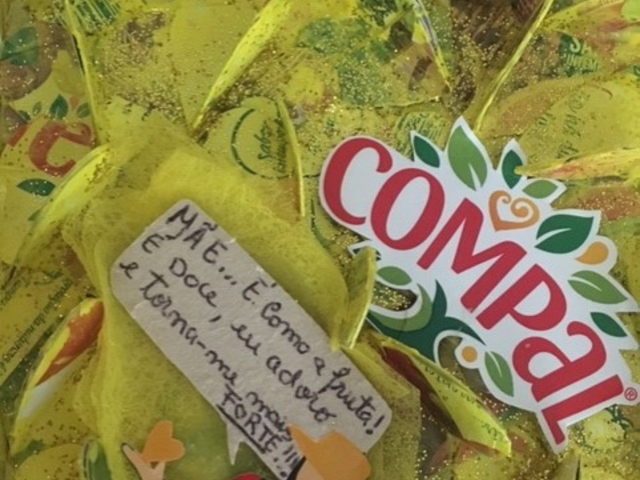 COMPAL®
MÃE... É como a fruta!
É Doce, eu adoro
e torna-me mais
FORTE!!!